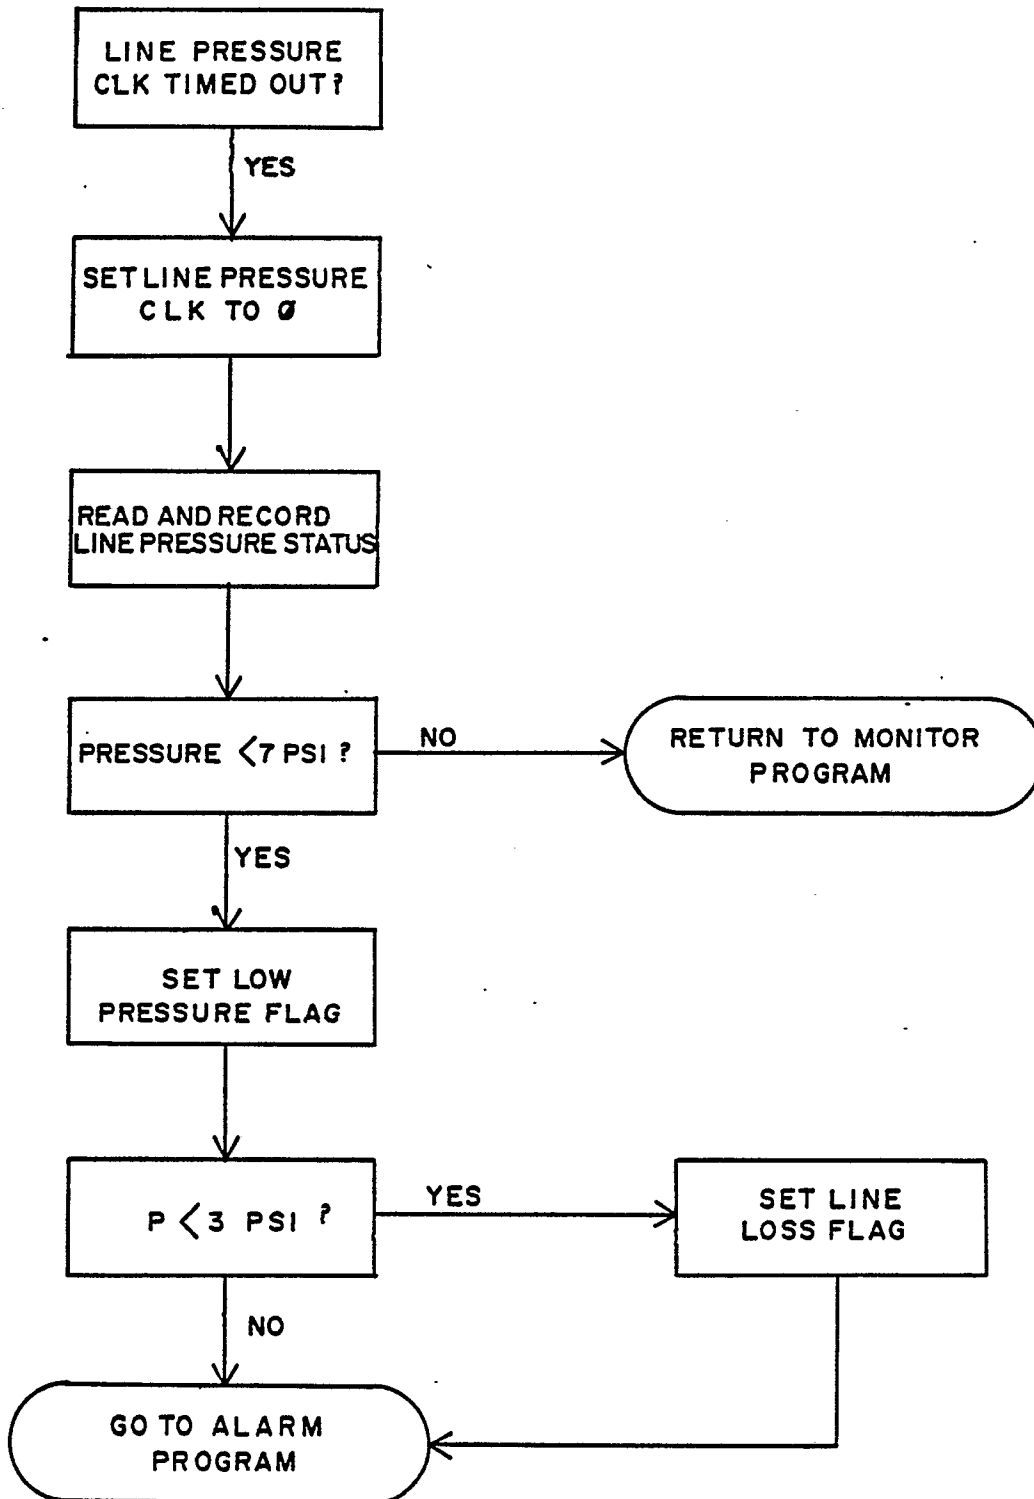 LINE PRESSURE
CLK TIMED OUT?
YES
SET LINE PRESSURE
CLK TO Ø
READ AND RECORD
LINE PRESSURE STATUS
PRESSURE <7 PSI ?
NO
RETURN TO MONITOR
PROGRAM
YES
SET LOW
PRESSURE FLAG
P < 3 PSI ?
YES
SET LINE
LOSS FLAG
NO
GO TO ALARM
PROGRAM